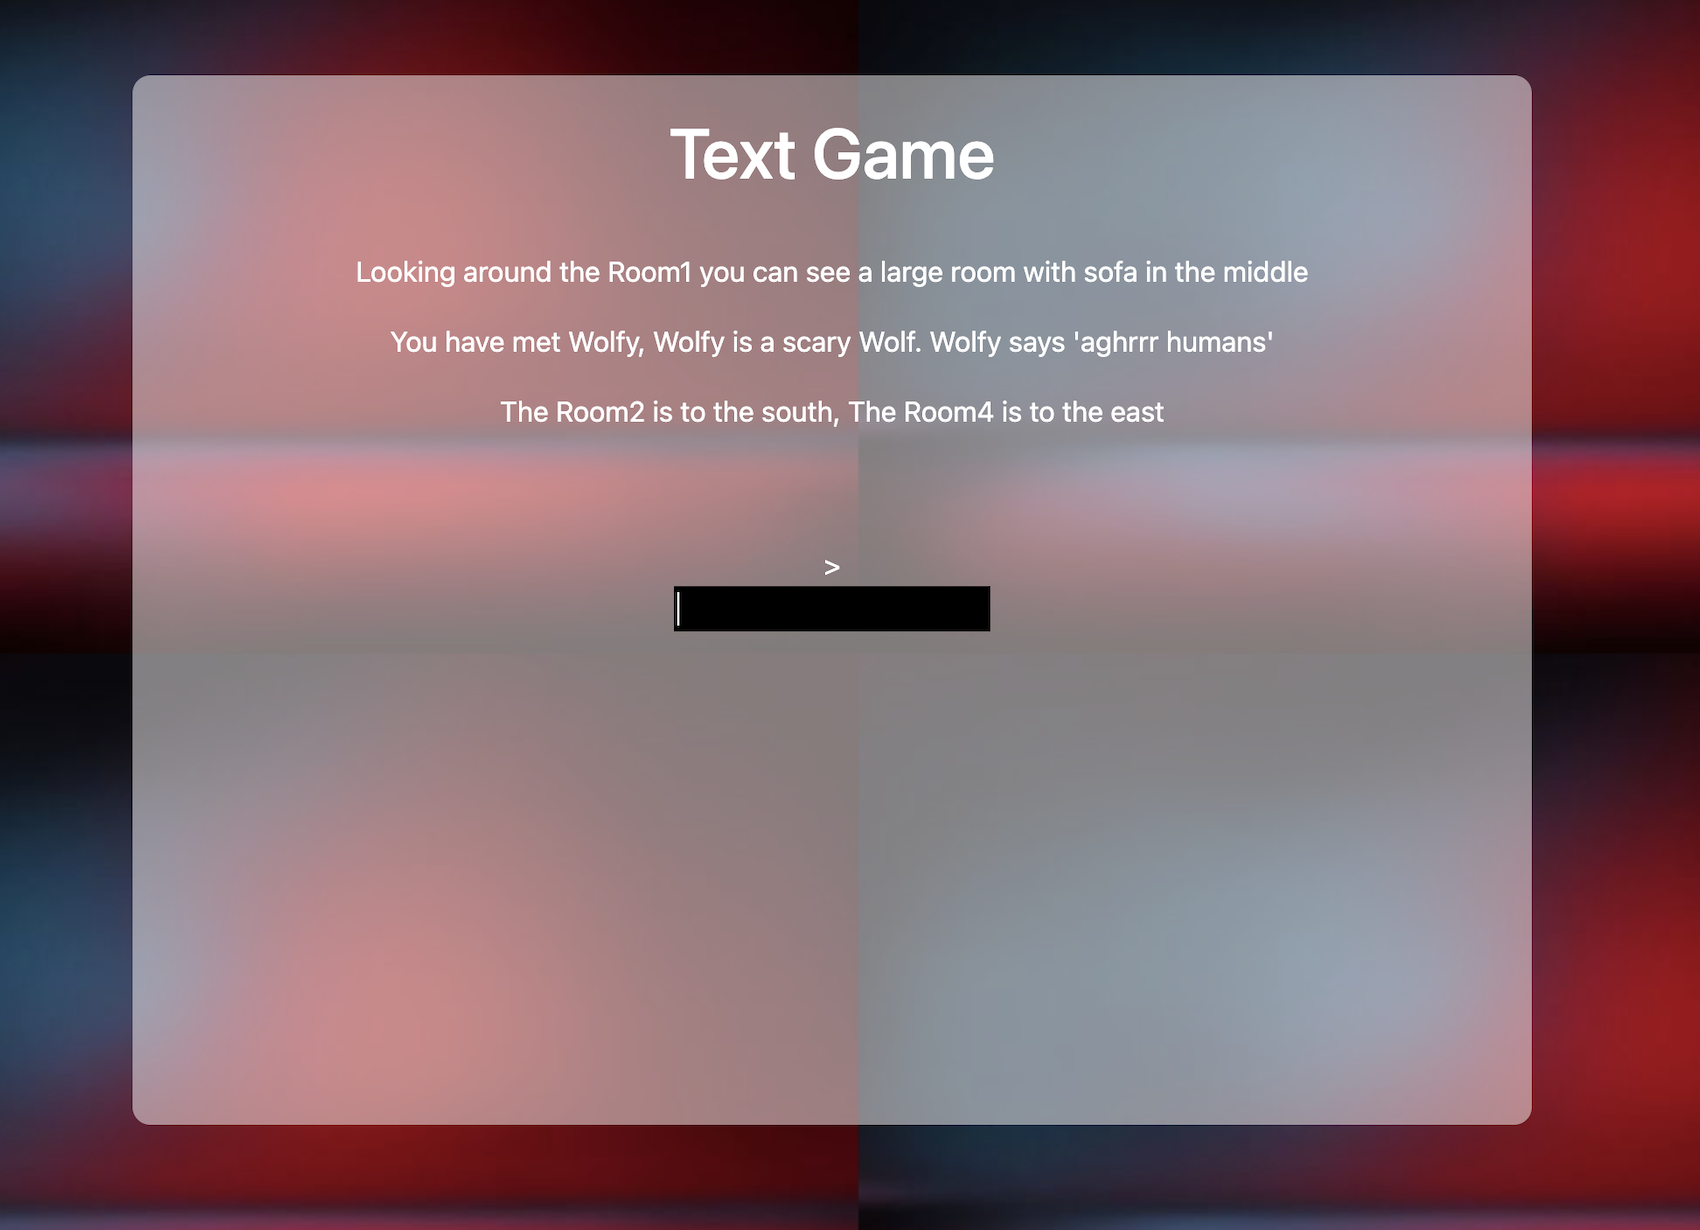 Text Game
Looking around the Room1 you can see a large room with sofa in the middle
You have met Wolfy, Wolfy is a scary Wolf. Wolfy says 'aghrrr humans'
The Room2 is to the south, The Room4 is to the east
>